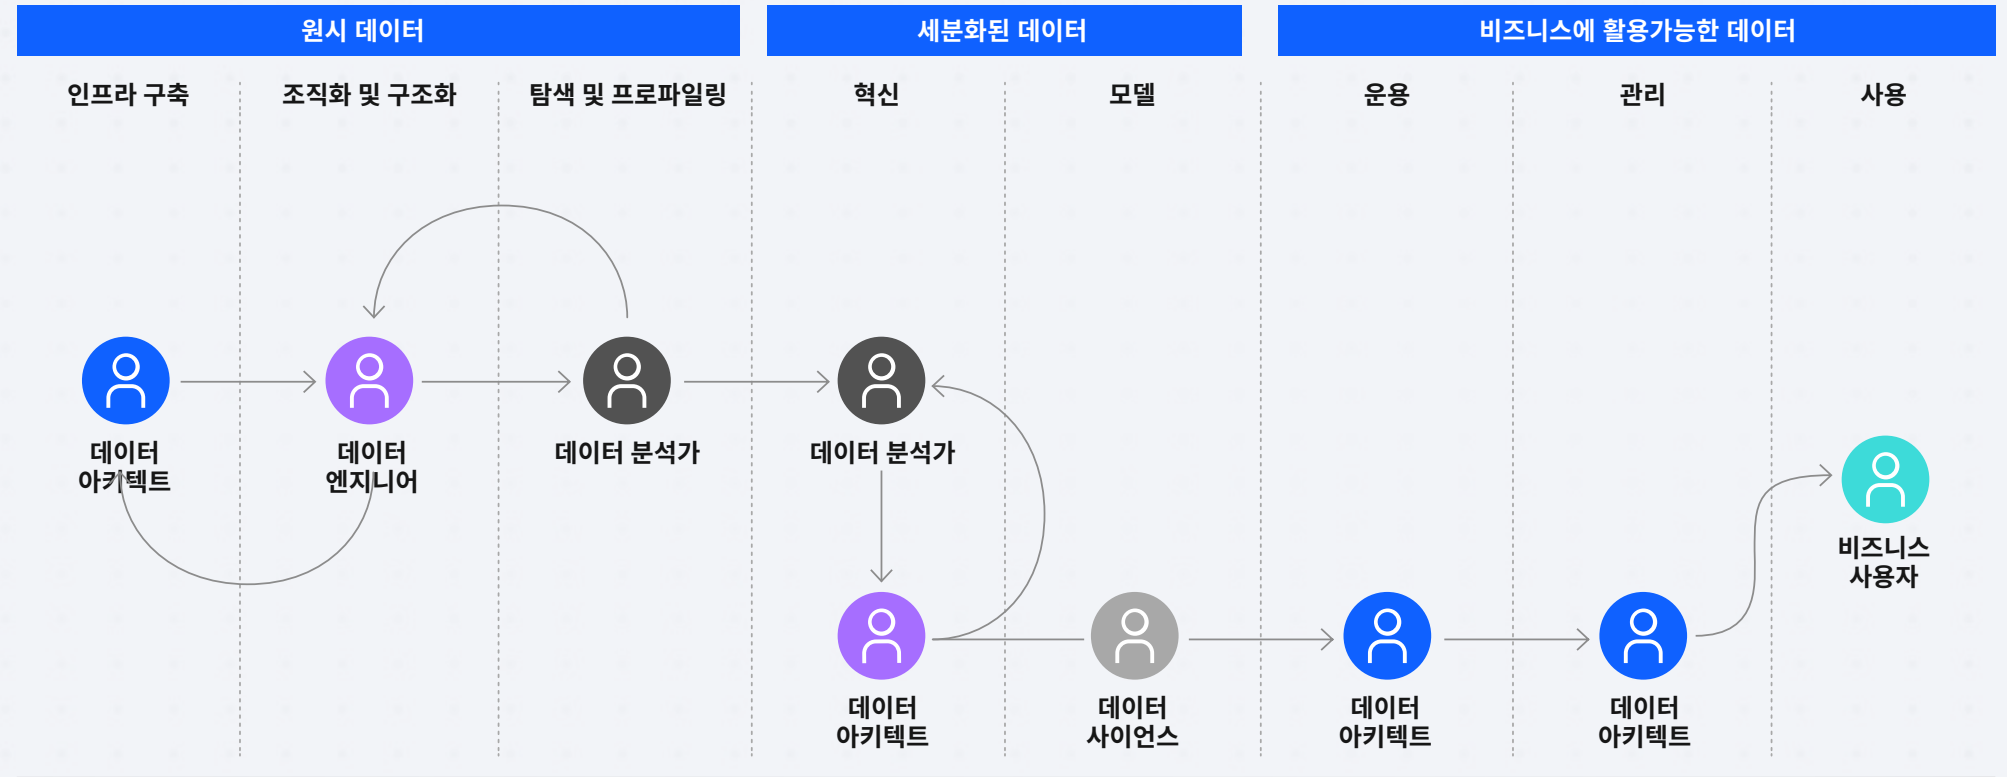 원시 데이터
세분화된 데이터
비즈니스에 활용가능한 데이터
인프라 구축
조직화 및 구조화
탐색 및 프로파일링
혁신
모델
운용
관리
사용
데이터
아키텍트
데이터
엔지니어
데이터 분석가
데이터 분석가
비즈니스
사용자
데이터
아키텍트
데이터
사이언스
데이터
아키텍트
데이터
아키텍트